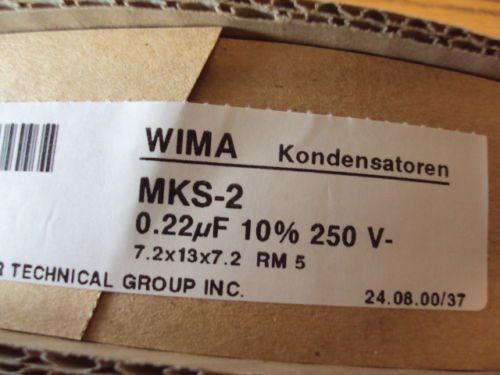 WIMA Kondensatoren
MKS-2
0.22µF 10% 250 V-
7.2x13x7.2 RM 5
R TECHNICAL GROUP INC.
24.08.00/37